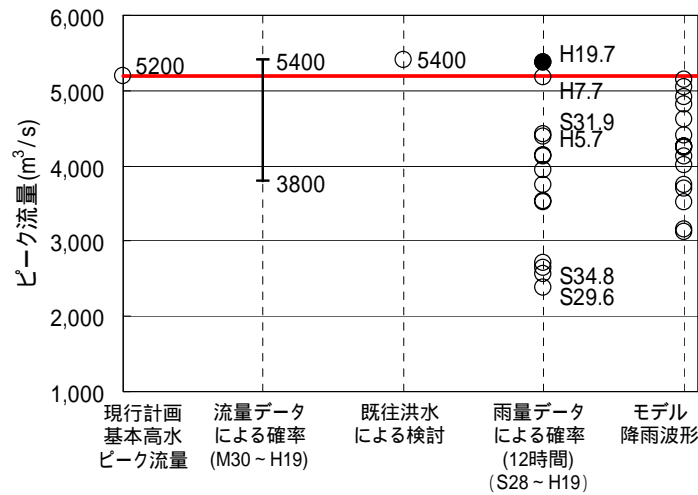 ピーク流量(m³/s)
6,000
5,000
4,000
3,000
2,000
1,000
5200
5400
3800
5400
H19.7
H7.7
S31.9
H5.7
S34.8
S29.6
現行計画
基本高水
ピーク流量
流量データ
による確率
(M30～H19)
既往洪水
による検討
雨量データ
による確率
(12時間)
(S28～H19)
モデル
降雨波形